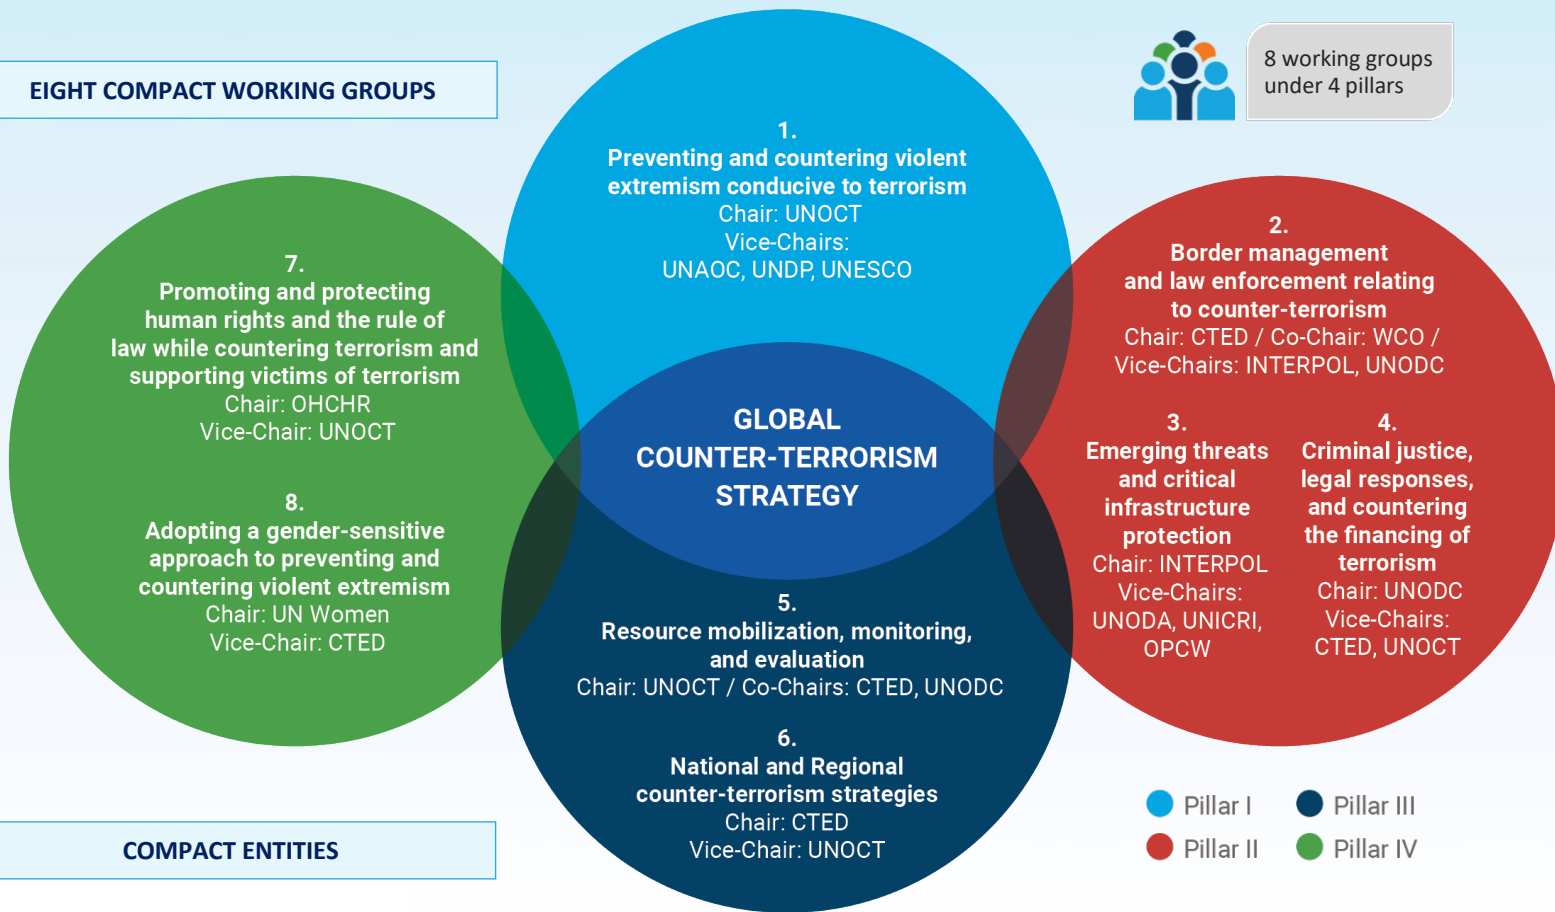 EIGHT COMPACT WORKING GROUPS
8 working groups
under 4 pillars
1.
Preventing and countering violent
extremism conducive to terrorism
Chair: UNOCT
Vice-Chairs:
UNAOC, UNDP, UNESCO
2.
Border management
and law enforcement relating
to counter-terrorism
Chair: CTED / Co-Chair: WCO /
Vice-Chairs: INTERPOL, UNODC
3.
Emerging threats
and critical
infrastructure
protection
Chair: INTERPOL
Vice-Chairs:
UNODA, UNICRI,
OPCW
4.
Criminal justice,
legal responses,
and countering
the financing of
terrorism
Chair: UNODC
Vice-Chairs:
CTED, UNOCT
GLOBAL
COUNTER-TERRORISM
STRATEGY
5.
Resource mobilization, monitoring,
and evaluation
Chair: UNOCT / Co-Chairs: CTED, UNODC
6.
National and Regional
counter-terrorism strategies
Chair: CTED
Vice-Chair: UNOCT
7.
Promoting and protecting
human rights and the rule of
law while countering terrorism and
supporting victims of terrorism
Chair: OHCHR
Vice-Chair: UNOCT
8.
Adopting a gender-sensitive
approach to preventing and
countering violent extremism
Chair: UN Women
Vice-Chair: CTED
Pillar I
Pillar II
Pillar III
Pillar IV
COMPACT ENTITIES